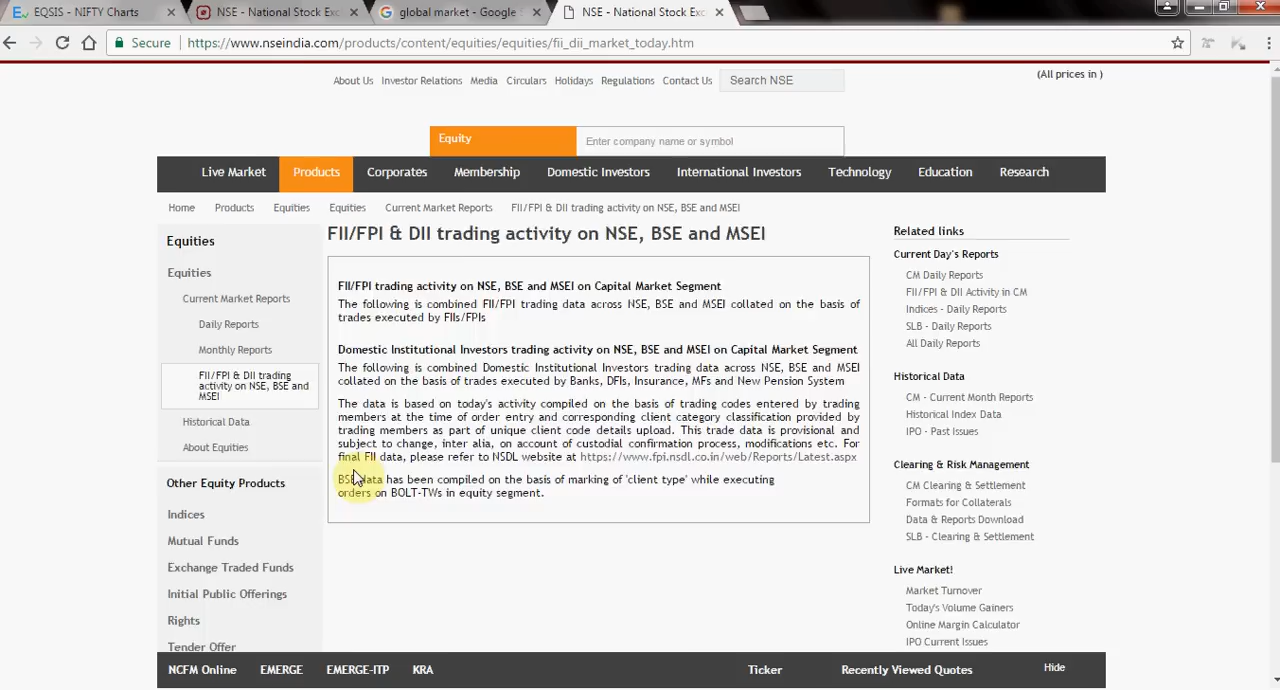 EQSIS - NIFTY Charts
NSE - National Stock Ex
global market - Google
NSE - National Stock Ex
Secure
https://www.nseindia.com/products/content/equities/equities/fii_dii_market_today.htm
About Us Investor Relations Media Circulars Holidays Regulations Contact Us Search NSE
(All prices in )
Equity
Enter company name or symbol
Live Market Products Corporates Membership Domestic Investors International Investors Technology Education Research
Home Products Equities Equities Current Market Reports FII/FPI & DII trading activity on NSE, BSE and MSEI
Equities
Equities
Current Market Reports
Daily Reports
Monthly Reports
FII/FPI & DII trading
activity on NSE, BSE and
MSEI
Historical Data
About Equities
Other Equity Products
Indices
Mutual Funds
Exchange Traded Funds
Initial Public Offerings
Rights
Tender Offer
FII/FPI & DII trading activity on NSE, BSE and MSEI
FII/FPI trading activity on NSE, BSE and MSEI on Capital Market Segment
The following is combined FII/FPI trading data across NSE, BSE and MSEI collated on the basis of
trades executed by FIIs/FPIs
Domestic Institutional Investors trading activity on NSE, BSE and MSEI on Capital Market Segment
The following is combined Domestic Institutional Investors trading data across NSE, BSE and MSEI
collated on the basis of trades executed by Banks, DFIs, Insurance, MFs and New Pension System
The data is based on today's activity compiled on the basis of trading codes entered by trading
members at the time of order entry and corresponding client category classification provided by
trading members as part of unique client code details upload. This trade data is provisional and
subject to change, inter alia, on account of custodial confirmation process, modifications etc. For
final FII data, please refer to NSDL website at https://www.fpi.nsdl.co.in/web/Reports/Latest.aspx
BSE data has been compiled on the basis of marking of 'client type' while executing
orders on BOLT-TWs in equity segment.
Related links
Current Day's Reports
CM Daily Reports
FII/FPI & DII Activity in CM
Indices - Daily Reports
SLB - Daily Reports
All Daily Reports
Historical Data
CM - Current Month Reports
Historical Index Data
IPO - Past Issues
Clearing & Risk Management
CM Clearing & Settlement
Formats for Collaterals
Data & Reports Download
SLB - Clearing & Settlement
Live Market!
Market Turnover
Today's Volume Gainers
Online Margin Calculator
IPO Current Issues
NCFM Online EMERGE EMERGE-ITP KRA Ticker Recently Viewed Quotes Hide